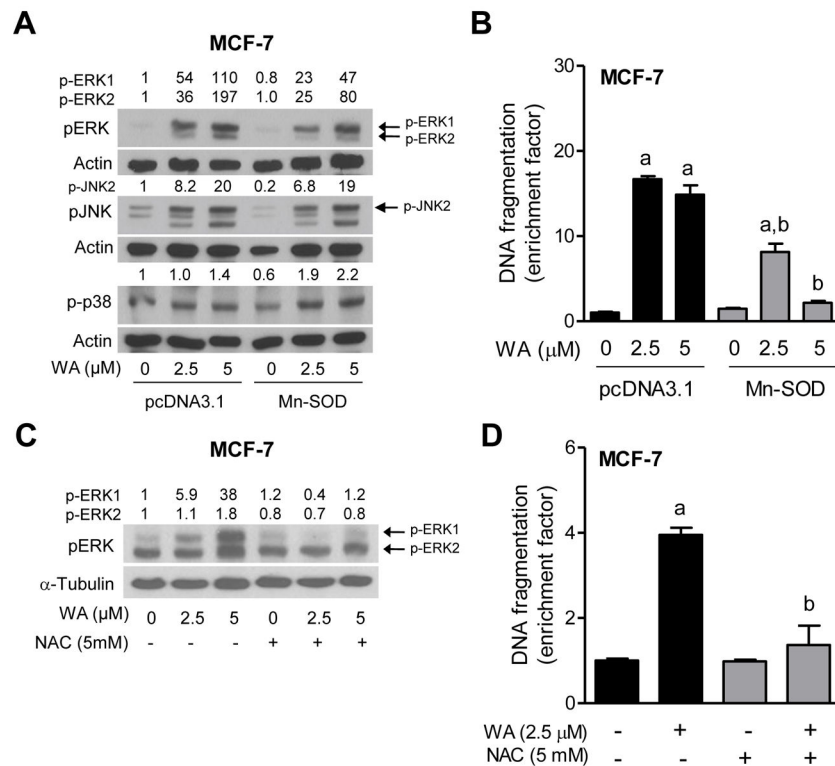 A
MCF-7
p-ERK1 1 54 110 0.8 23 47
p-ERK2 1 36 197 1.0 25 80
pERK
p-ERK1
p-ERK2
Actin
p-JNK2 1 8.2 20 0.2 6.8 19
pJNK
p-JNK2
Actin
1 1.0 1.4 0.6 1.9 2.2
p-p38
Actin
WA (µM) 0 2.5 5 0 2.5 5
pcDNA3.1 Mn-SOD
B
MCF-7
DNA fragmentation
(enrichment factor)
30
20
10
0
a a a,b b
WA (µM) 0 2.5 5 0 2.5 5
pcDNA3.1 Mn-SOD
C
MCF-7
p-ERK1 1 5.9 38 1.2 0.4 1.2
p-ERK2 1 1.1 1.8 0.8 0.7 0.8
pERK
p-ERK1
p-ERK2
α-Tubulin
WA (µM) 0 2.5 5 0 2.5 5
NAC (5mM) - - - + + +
D
MCF-7
DNA fragmentation
(enrichment factor)
6
4
2
0
a b
WA (2.5 µM) - + - +
NAC (5 mM) - - + +